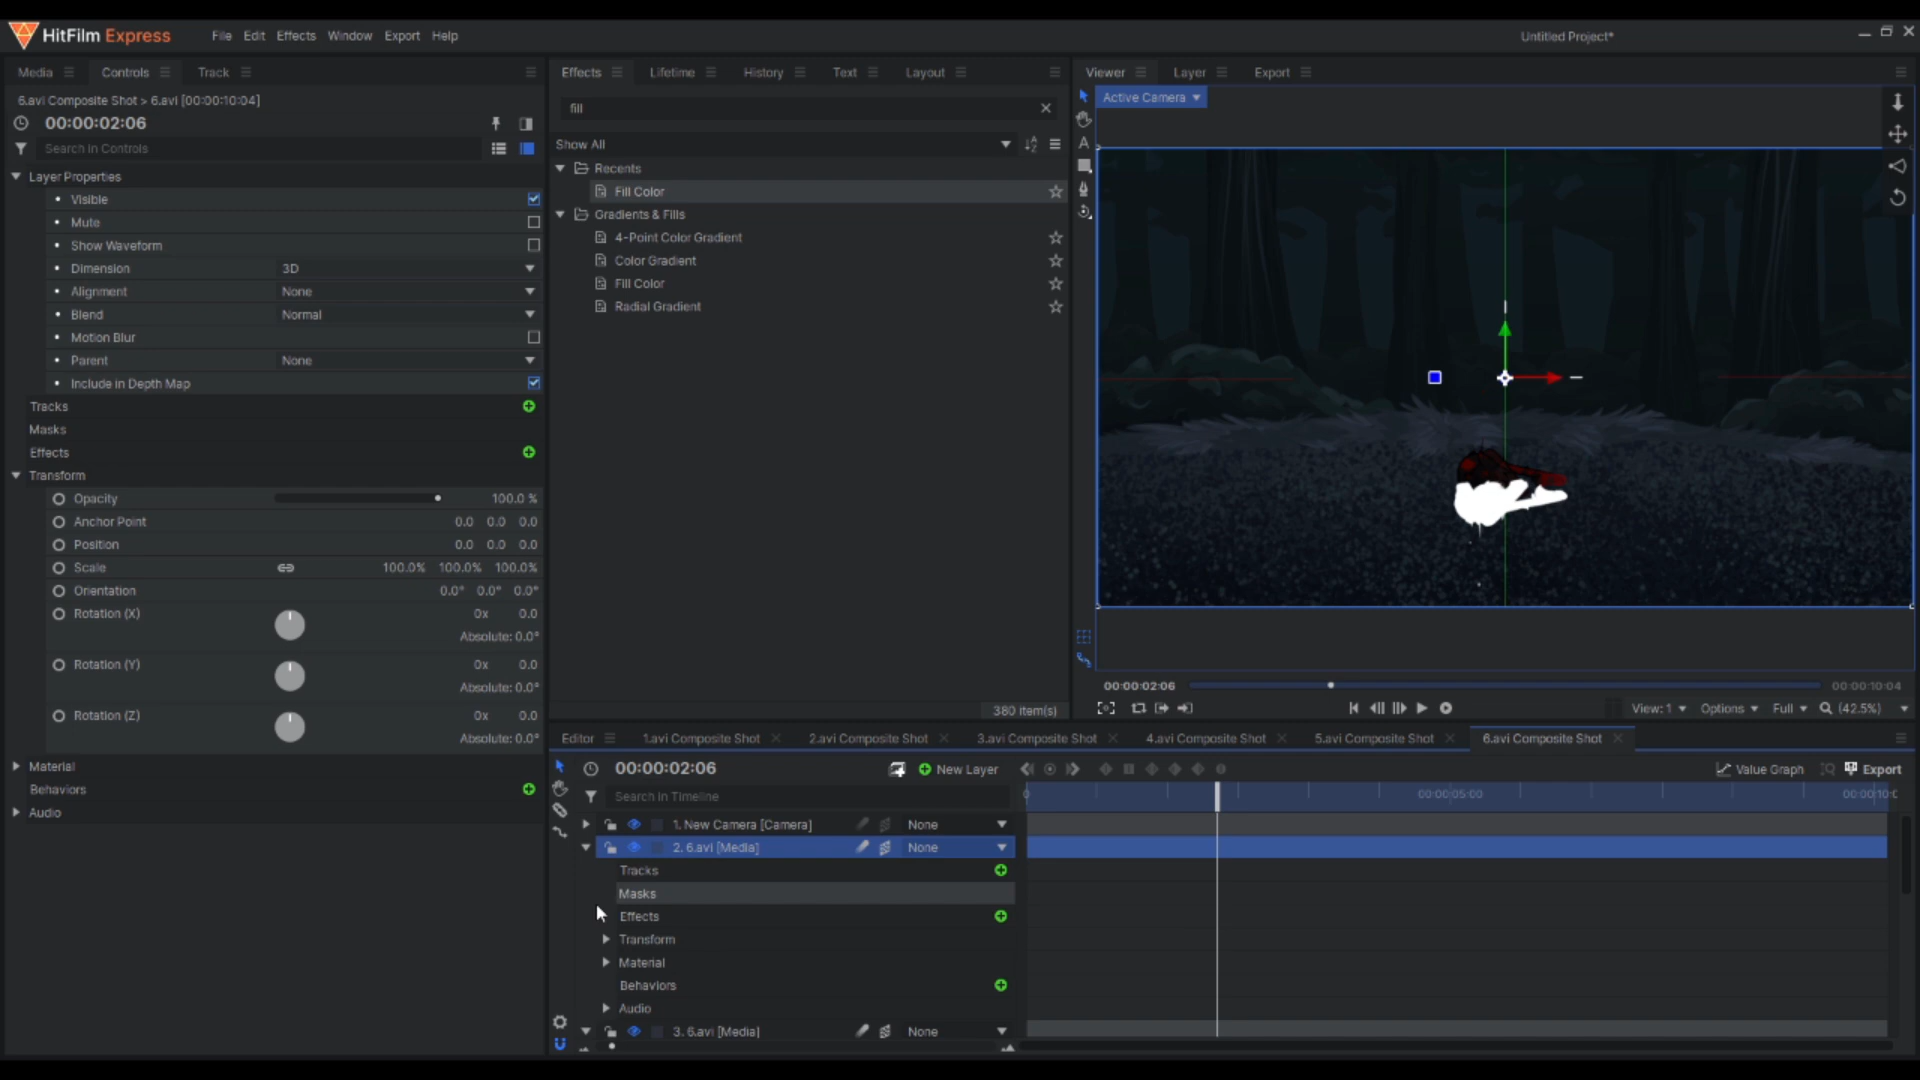 HitFilm Express File Edit Effects Window Export Help Untitled Project*
Media Controls Track
6.avi Composite Shot > 6.avi [00:00:10:04]
00:00:02:06
Search in Controls
Layer Properties
Visible
Mute
Show Waveform
Dimension 3D
Alignment None
Blend Normal
Motion Blur
Parent None
Include in Depth Map
Tracks
Masks
Effects
Transform
Opacity 100.0 %
Anchor Point 0.0 0.0 0.0
Position 0.0 0.0 0.0
Scale 100.0% 100.0% 100.0%
Orientation 0.0° 0.0° 0.0°
Rotation (X) 0x 0.0
Absolute: 0.0°
Rotation (Y) 0x 0.0
Absolute: 0.0°
Rotation (Z) 0x 0.0
Absolute: 0.0°
Material
Behaviors
Audio
Effects Lifetime History Text Layout
fill
Show All
Recents
Fill Color
Gradients & Fills
4-Point Color Gradient
Color Gradient
Fill Color
Radial Gradient
380 item(s)
Viewer Layer Export
Active Camera
00:00:02:06 00:00:10:04
View: 1 Options Full (42.5%)
Editor 1.avi Composite Shot 2.avi Composite Shot 3.avi Composite Shot 4.avi Composite Shot 5.avi Composite Shot 6.avi Composite Shot
00:00:02:06 New Layer Value Graph Export
Search in Timeline 0 00:00:05:00 00:00:10:0
1. New Camera [Camera] None
2. 6.avi [Media] None
Tracks
Masks
Effects
Transform
Material
Behaviors
Audio
3. 6.avi [Media] None